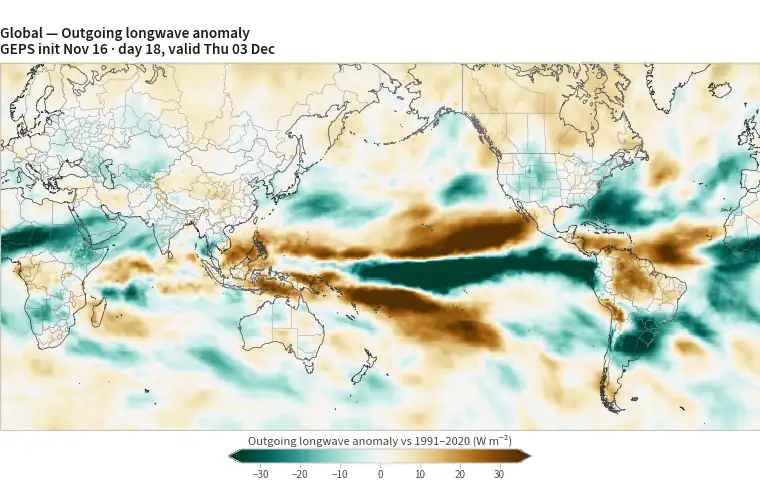 Global — Outgoing longwave anomaly
GEPS init Nov 16 · day 18, valid Thu 03 Dec
Outgoing longwave anomaly vs 1991–2020 (W m⁻²)
−30 −20 −10 0 10 20 30